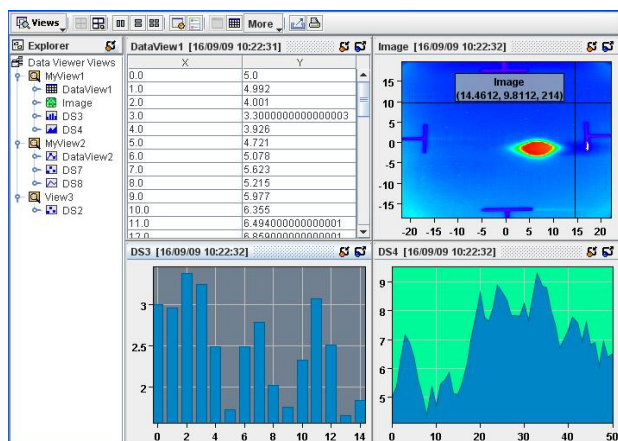 Views More
Explorer
Data Viewer Views
MyView1
DataView1
Image
DS3
DS4
MyView2
DataView2
DS7
DS8
View3
DS2
DataView1 [16/09/09 10:22:31]
X Y
0.0 5.0
1.0 4.992
2.0 4.001
3.0 3.3000000000000003
4.0 3.926
5.0 4.721
6.0 5.078
7.0 5.623
8.0 5.215
9.0 5.977
10.0 6.355
11.0 6.494000000000001
12.0 6.859000000000001
Image [16/09/09 10:22:32]
Image
(14.4612, 9.8112, 214)
15
10
5
0
-5
-10
-15
-20 -15 -10 -5 0 5 10 15 20
DS3 [16/09/09 10:22:32]
3
2.5
2
0 2 4 6 8 10 12 14
DS4 [16/09/09 10:22:32]
9
8
7
6
5
0 10 20 30 40 50